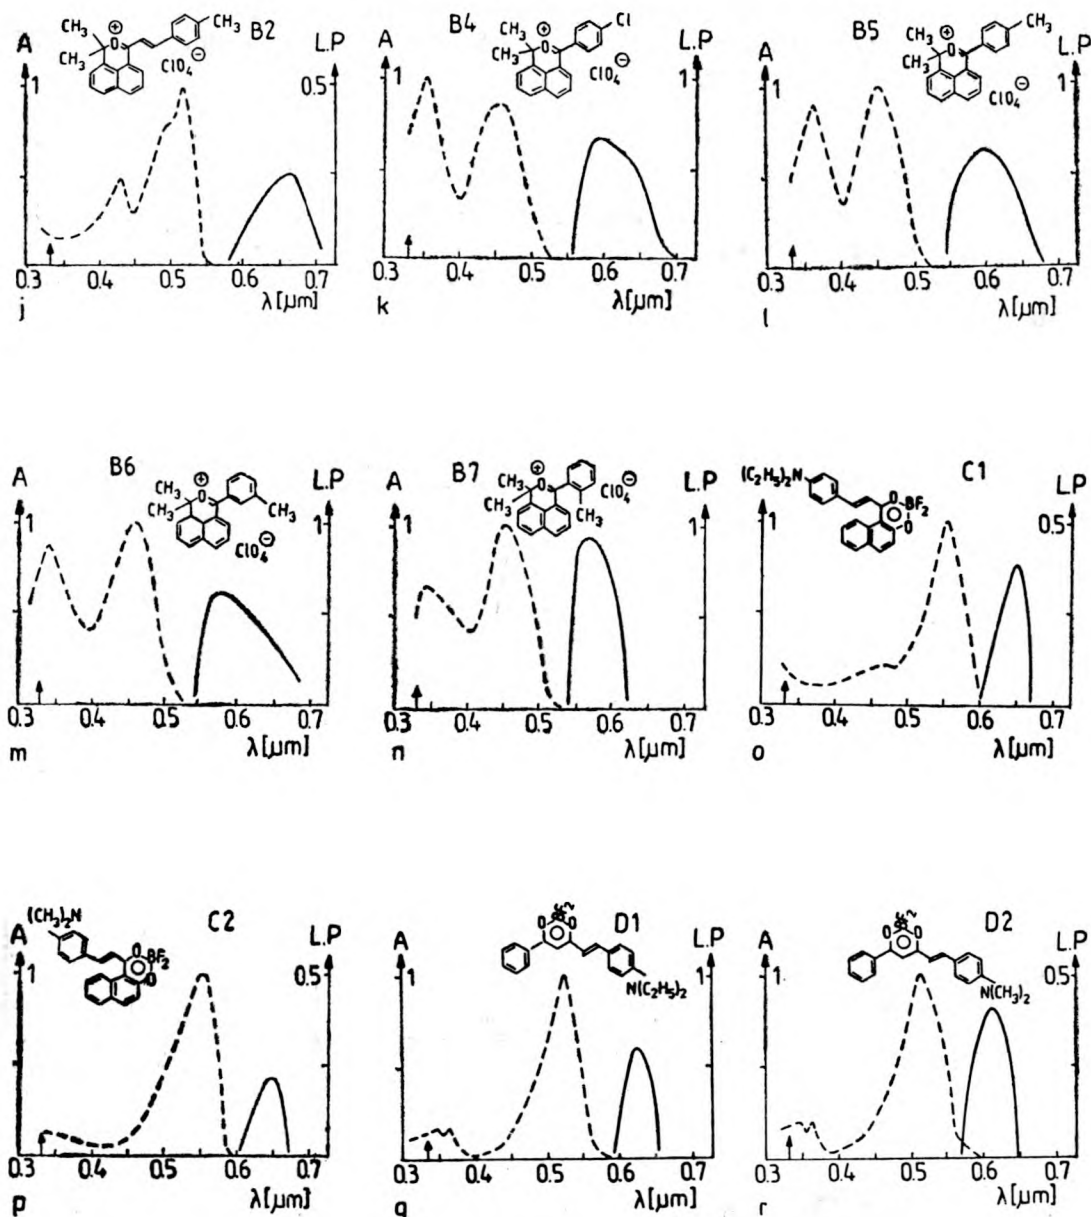 A B2 L.P
CH₃ ⊕ O CH₃
CH₃
ClO₄ ⊖
1 0.5
0.3 0.4 0.5 0.6 0.7
λ[µm]
j
A B4 L.P
CH₃ ⊕ O Cl
CH₃
ClO₄ ⊖
1 1
0.3 0.4 0.5 0.6 0.7
λ[µm]
k
A B5 L.P
CH₃ ⊕ O CH₃
CH₃
ClO₄ ⊖
1 1
0.3 0.4 0.5 0.6 0.7
λ[µm]
l
A B6 L.P
CH₃ ⊕ O
CH₃ CH₃
ClO₄ ⊖
1 1
0.3 0.4 0.5 0.6 0.7
λ[µm]
m
A B7 L.P
CH₃ ⊕ O ClO₄ ⊖
CH₃ CH₃
1 1
0.3 0.4 0.5 0.6 0.7
λ[µm]
n
A C1 L.P
(C₂H₅)₂N
O BF₂
O
1 0.5
0.3 0.4 0.5 0.6 0.7
λ[µm]
o
A C2 L.P
(CH₃)₂N
O BF₂
O
1 0.5
0.3 0.4 0.5 0.6 0.7
λ[µm]
p
A D1 L.P
O O
N(C₂H₅)₂
1 1
0.3 0.4 0.5 0.6 0.7
λ[µm]
q
A D2 L.P
O O
N(CH₃)₂
1 0.5
0.3 0.4 0.5 0.6 0.7
λ[µm]
r